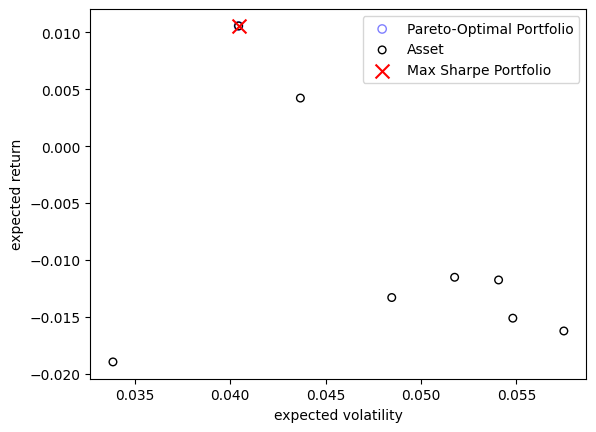 0.010
0.005
0.000
−0.005
−0.010
−0.015
−0.020
expected return
Pareto-Optimal Portfolio
Asset
Max Sharpe Portfolio
0.035 0.040 0.045 0.050 0.055
expected volatility